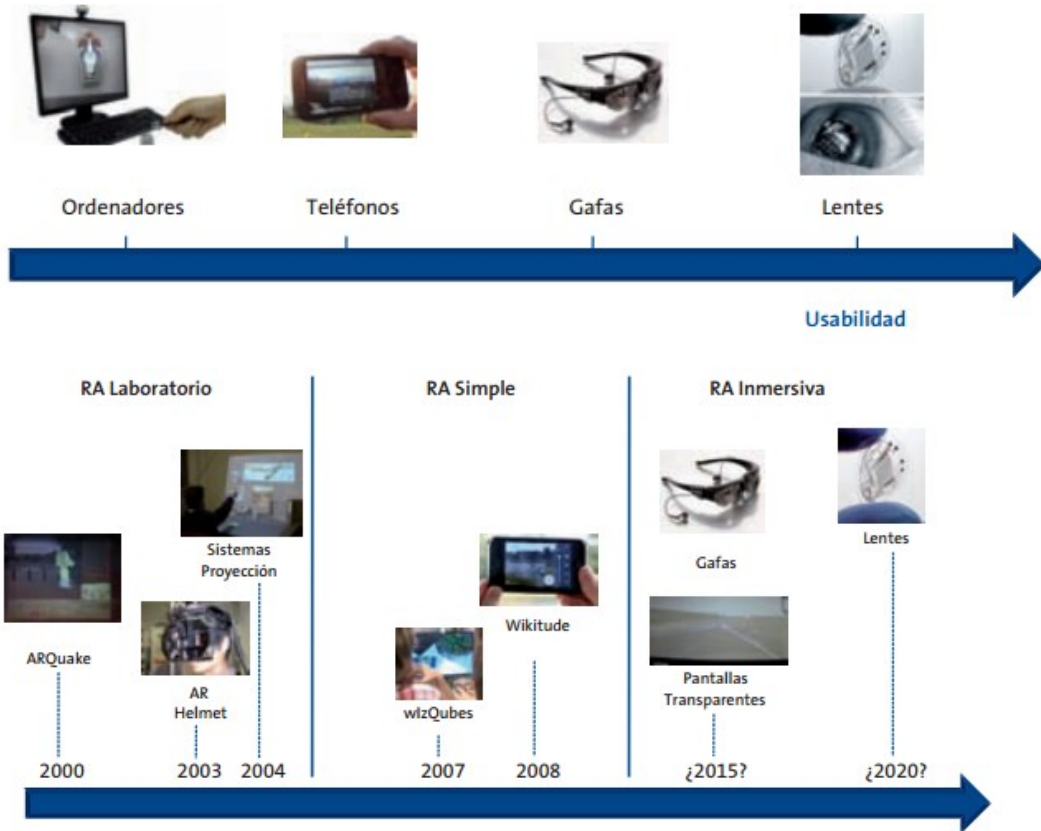 Ordenadores
Teléfonos
Gafas
Lentes
Usabilidad
RA Laboratorio
RA Simple
RA Inmersiva
ARQuake
AR
Helmet
Sistemas
Proyección
wIzQubes
Wikitude
Gafas
Pantallas
Transparentes
Lentes
2000
2003
2004
2007
2008
¿2015?
¿2020?